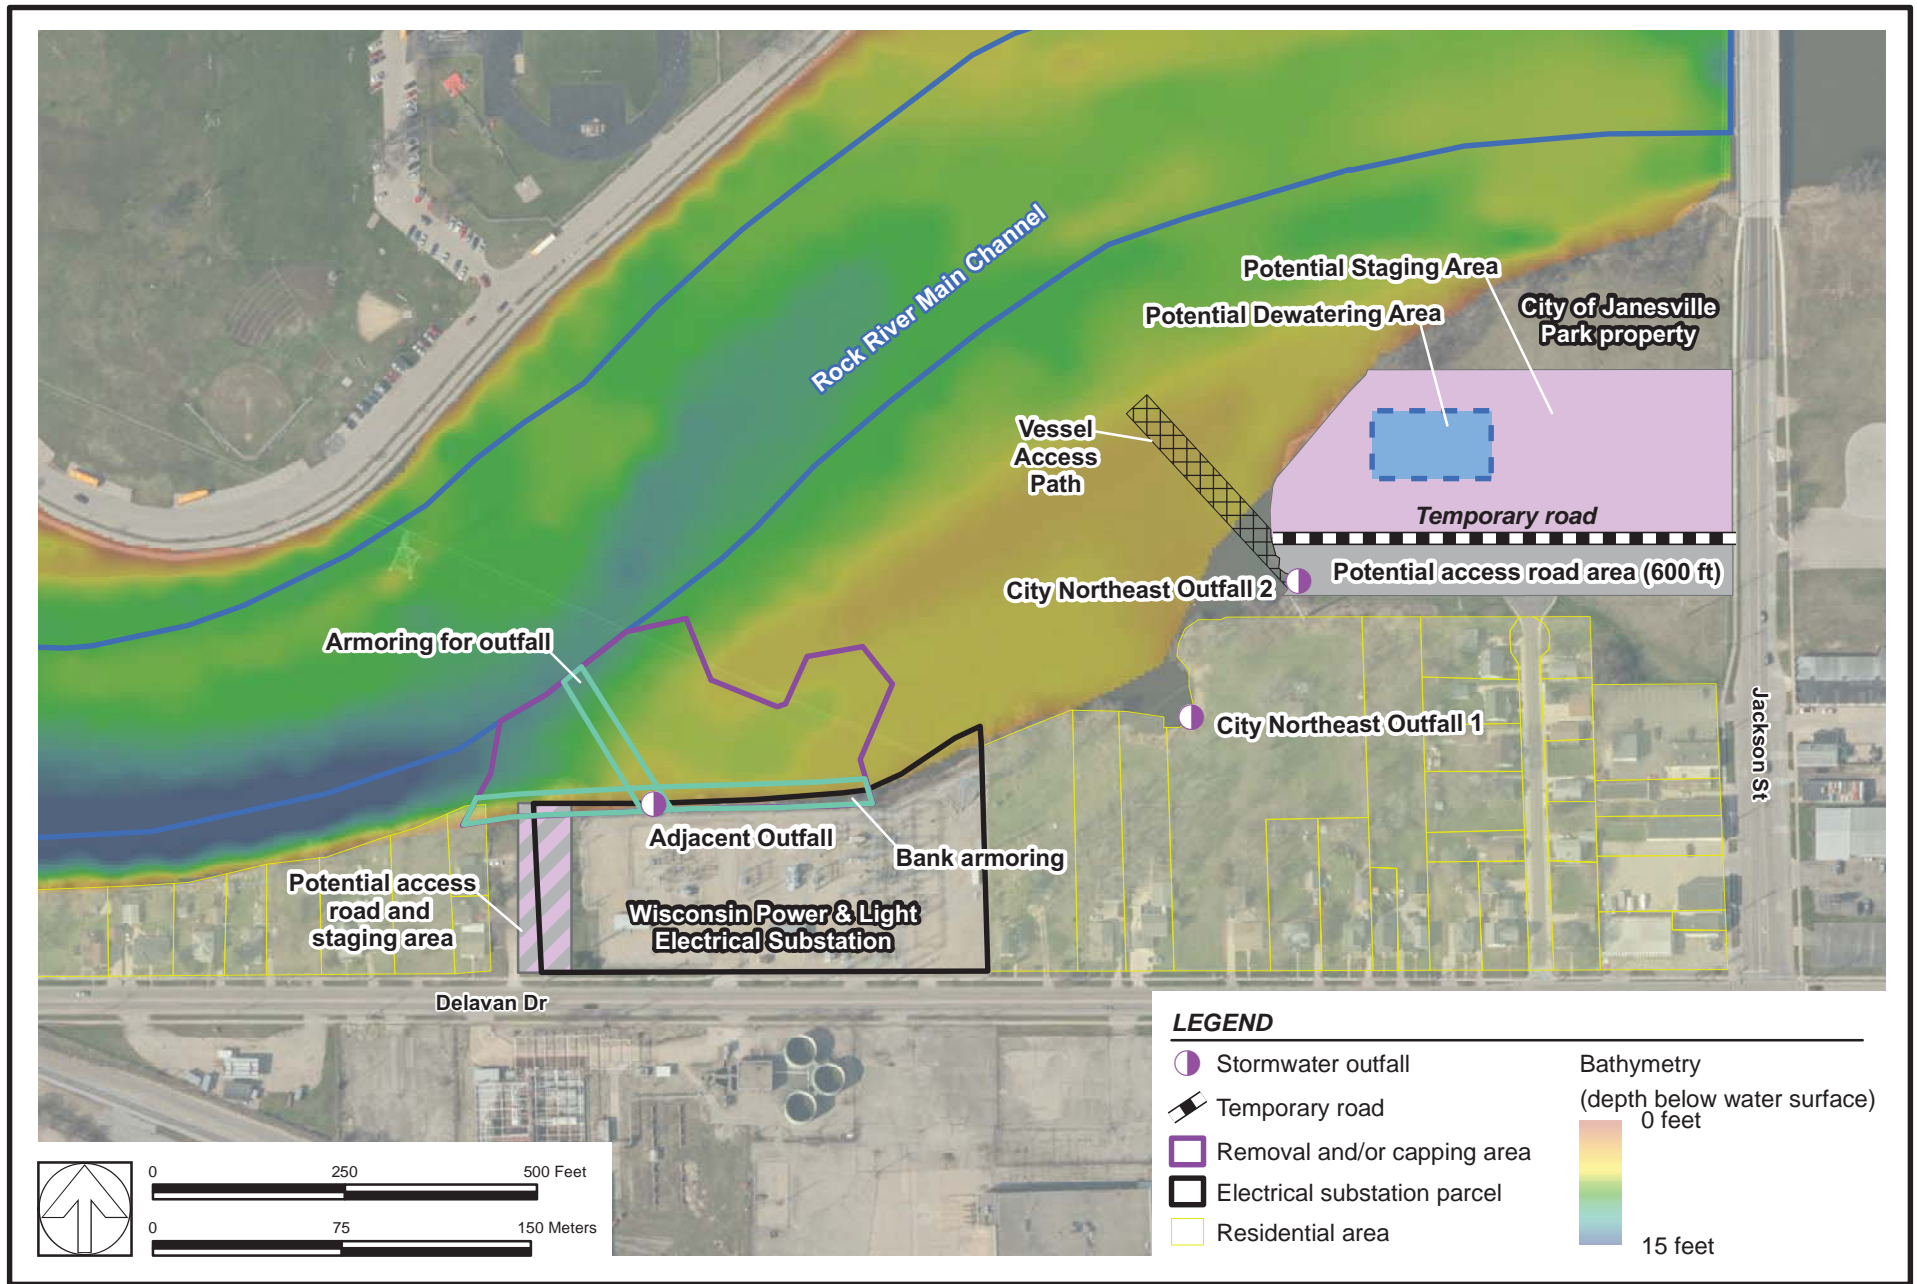 Rock River Main Channel
Potential Staging Area
Potential Dewatering Area
City of Janesville
Park property
Vessel
Access
Path
Temporary road
Potential access road area (600 ft)
City Northeast Outfall 2
Armoring for outfall
City Northeast Outfall 1
Jackson St
Adjacent Outfall
Bank armoring
Potential access
road and
staging area
Wisconsin Power & Light
Electrical Substation
Delavan Dr
LEGEND
Stormwater outfall
Temporary road
Removal and/or capping area
Electrical substation parcel
Residential area
Bathymetry
(depth below water surface)
0 feet
15 feet
0 250 500 Feet
0 75 150 Meters